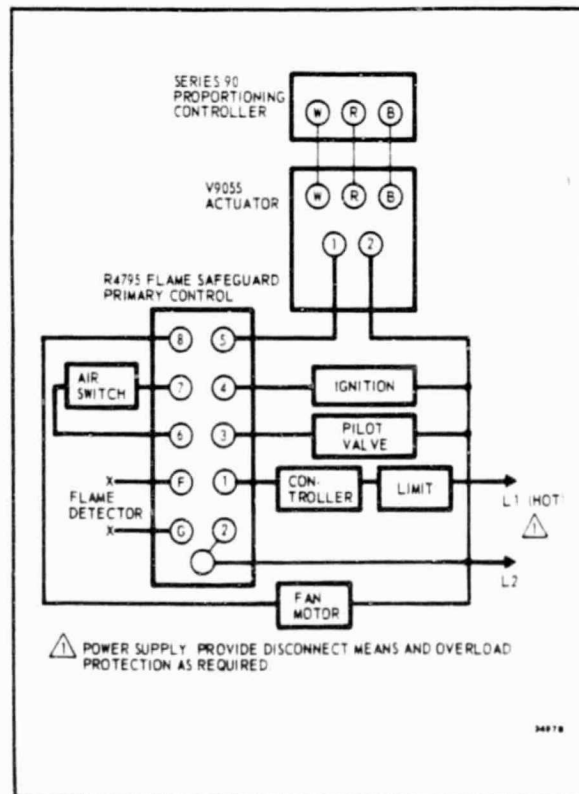 SERIES 90
PROPORTIONING
CONTROLLER
W R B
V9055
ACTUATOR
W R B
1 2
R4795 FLAME SAFEGUARD
PRIMARY CONTROL
8 5
AIR
SWITCH
7 4
IGNITION
6 3
PILOT
VALVE
X F 1
CON-
TROLLER
LIMIT
L1 (HOT)
1
FLAME
DETECTOR
X G 2
L2
FAN
MOTOR
1 POWER SUPPLY PROVIDE DISCONNECT MEANS AND OVERLOAD
PROTECTION AS REQUIRED